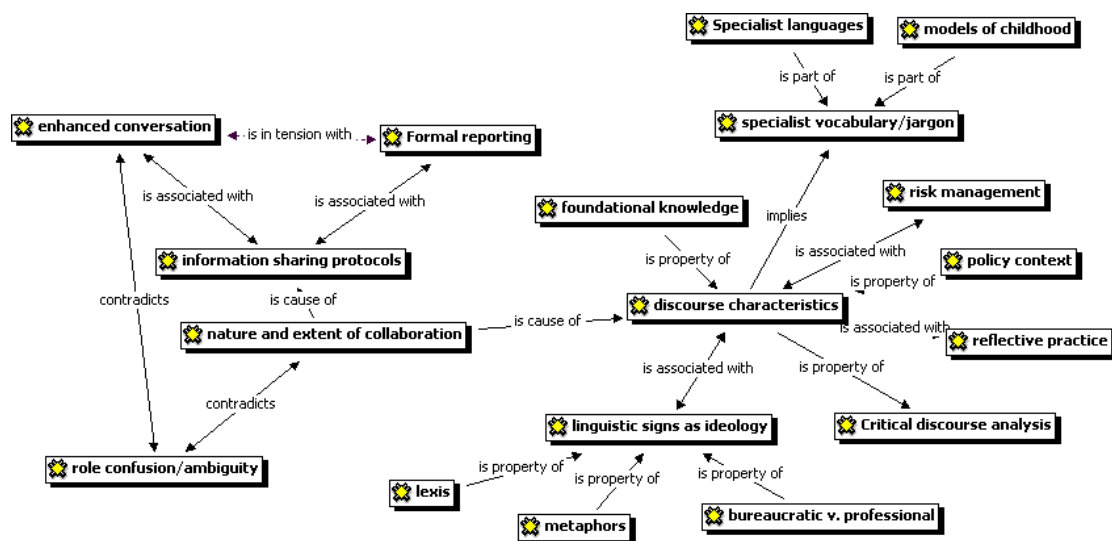 Specialist languages
models of childhood
is part of
is part of
enhanced conversation
is in tension with
Formal reporting
specialist vocabulary/jargon
is associated with
is associated with
risk management
foundational knowledge
implies
is associated with
information sharing protocols
is property of
policy context
is property of
contradicts
is cause of
discourse characteristics
nature and extent of collaboration
is cause of
is associated with
reflective practice
is associated with
is property of
contradicts
linguistic signs as ideology
Critical discourse analysis
role confusion/ambiguity
is property of
is property of
is property of
lexis
metaphors
bureaucratic v. professional